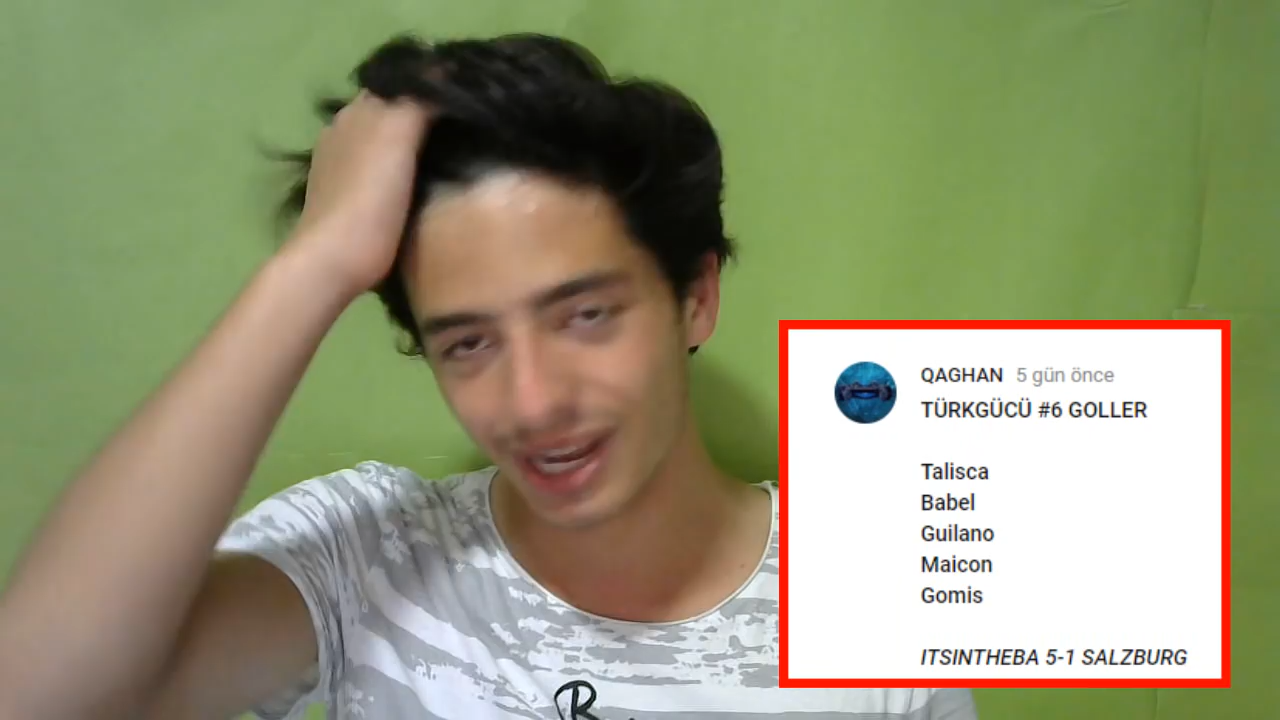 QAGHAN 5 gün önce
TÜRKGÜCÜ #6 GOLLER
Talisca
Babel
Guilano
Maicon
Gomis
ITSINTHEBA 5-1 SALZBURG
B